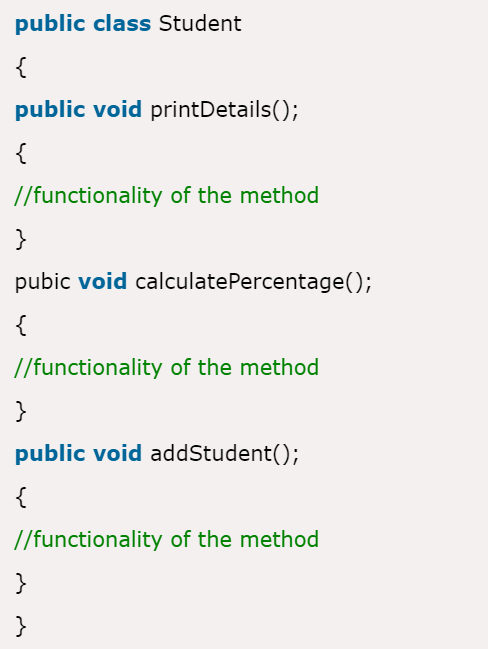 public class Student
{
public void printDetails();
{
//functionality of the method
}
pubic void calculatePercentage();
{
//functionality of the method
}
public void addStudent();
{
//functionality of the method
}
}